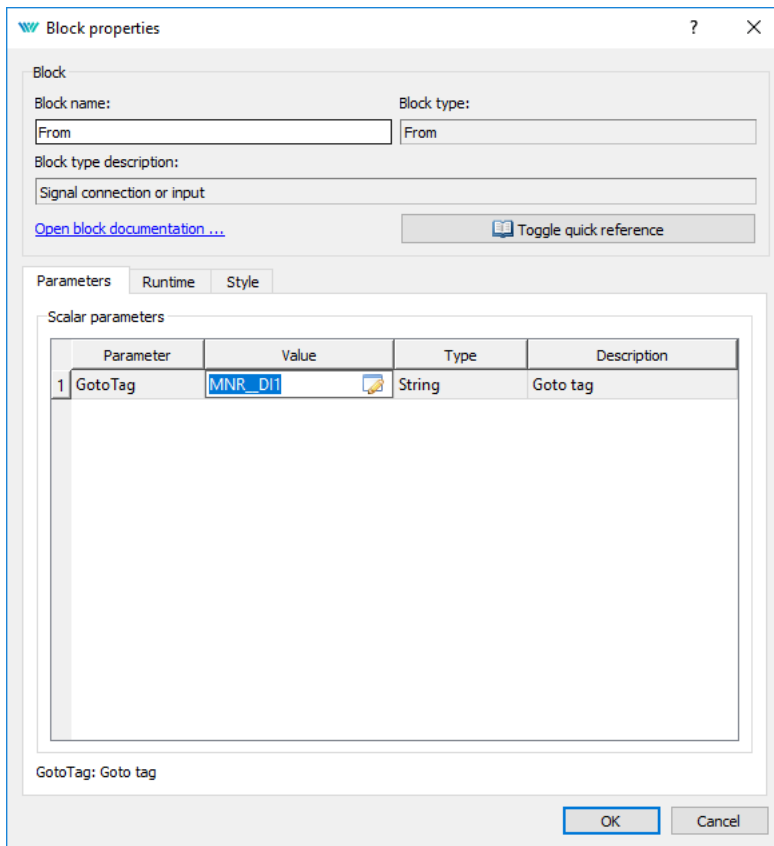 Block properties
?
Block
Block name:
Block type:
From
From
Block type description:
Signal connection or input
Open block documentation ...
Toggle quick reference
Parameters
Runtime
Style
Scalar parameters
Parameter
Value
Type
Description
1
GotoTag
MNR__DI1
String
Goto tag
GotoTag: Goto tag
OK
Cancel